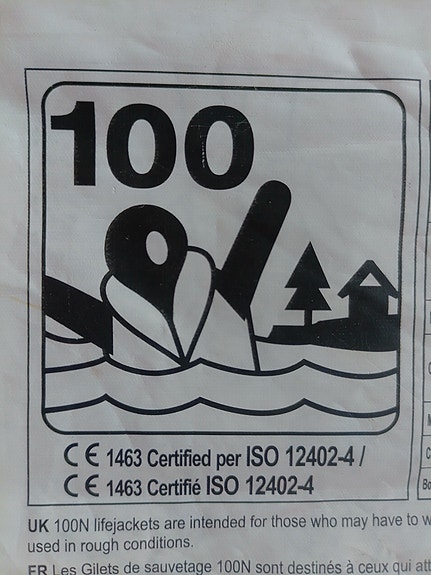 100
CE 1463 Certified per ISO 12402-4 /
CE 1463 Certifié ISO 12402-4
UK 100N lifejackets are intended for those who may have to w
used in rough conditions.
FR Les Gilets de sauvetage 100N sont destinés à ceux qui att